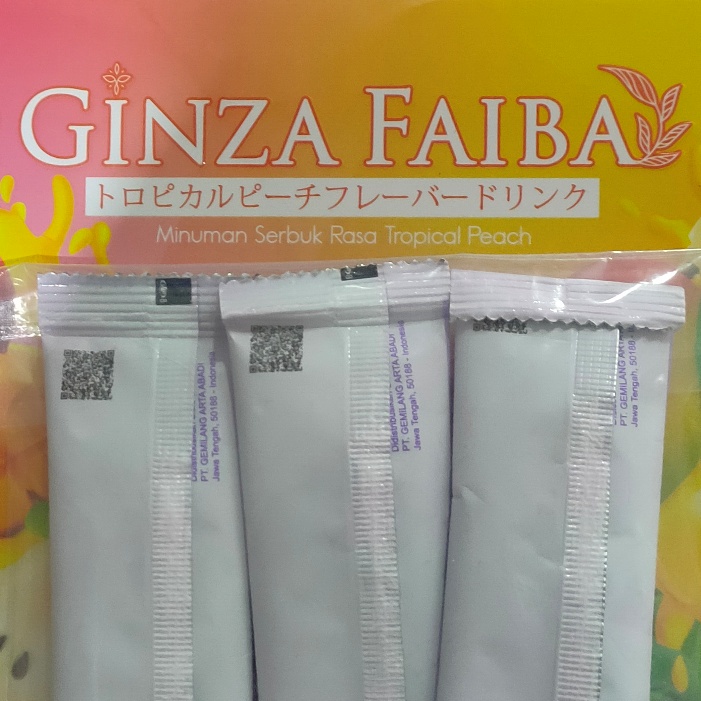 GINZA FAIBA
トロピカルピーチフレーバードリンク
Minuman Serbuk Rasa Tropical Peach
PT. GEMILANG ARTA ABADI
Jawa Tengah, 50188 - Indonesia
Didistribusikan
PT. GEMILANG ARTA ABADI
Jawa Tengah, 50188 - Indonesia
PT. GEMILANG ARTA
Jawa Tengah, 50188 -